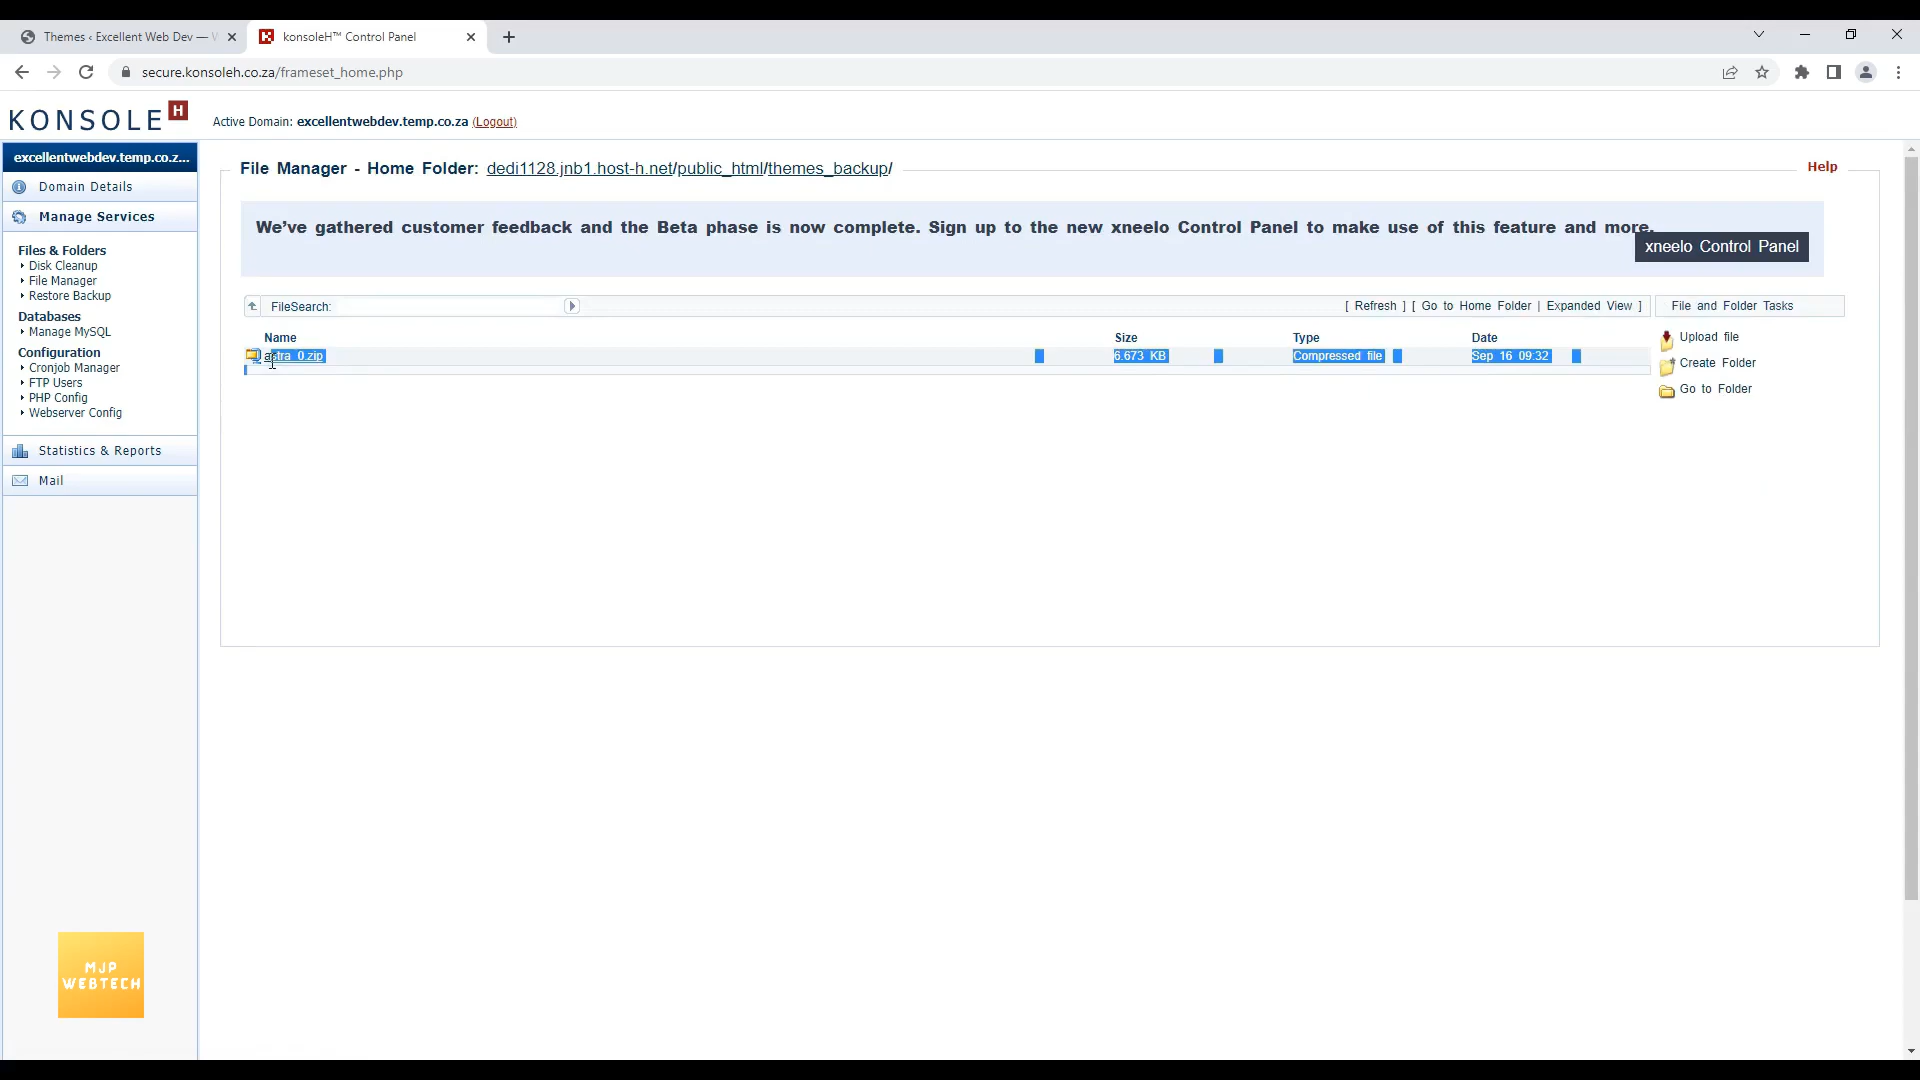 Themes ‹ Excellent Web Dev —
konsoleH™ Control Panel
secure.konsoleh.co.za/frameset_home.php
KONSOLE H
Active Domain: excellentwebdev.temp.co.za (Logout)
excellentwebdev.temp.co.z...
Domain Details
Manage Services
Files & Folders
Disk Cleanup
File Manager
Restore Backup
Databases
Manage MySQL
Configuration
Cronjob Manager
FTP Users
PHP Config
Webserver Config
Statistics & Reports
Mail
File Manager - Home Folder: dedi1128.jnb1.host-h.net/public_html/themes_backup/
Help
We've gathered customer feedback and the Beta phase is now complete. Sign up to the new xneelo Control Panel to make use of this feature and more.
xneelo Control Panel
FileSearch:
[ Refresh ] [ Go to Home Folder | Expanded View ]
File and Folder Tasks
Name Size Type Date
astra_0.zip 6.673 KB Compressed file Sep 16 09:32
Upload file
Create Folder
Go to Folder
MJP
WEBTECH